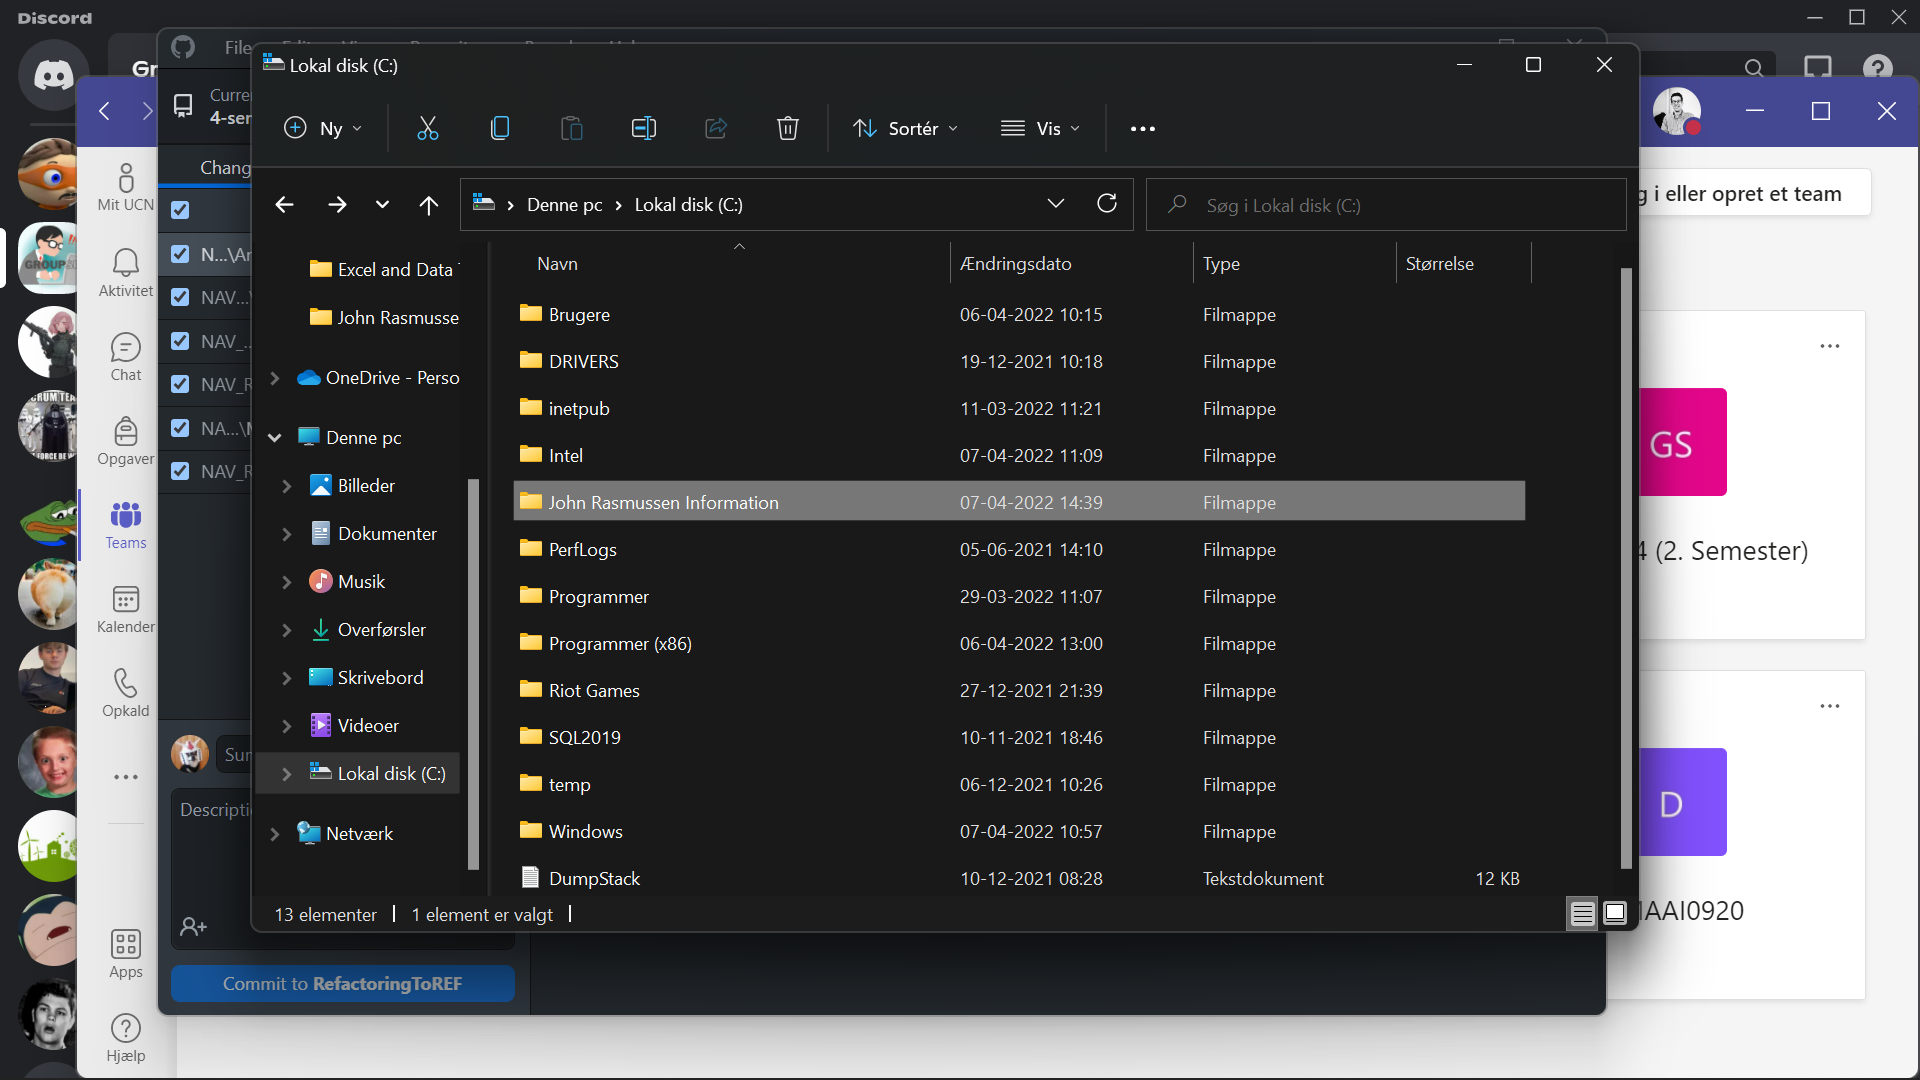 Discord
File
Gr
Lokal disk (C:)
Curre
4-ser
Ny
Sortér
Vis
Chang
Mit UCN
Denne pc
Lokal disk (C:)
Søg i Lokal disk (C:)
g i eller opret et team
N...\Ar
Excel and Data
Navn
Ændringsdato
Type
Størrelse
Aktivitet
NAV...\
John Rasmusse
Brugere 06-04-2022 10:15 Filmappe
NAV_...
DRIVERS 19-12-2021 10:18 Filmappe
Chat
OneDrive - Perso
NAV_R
inetpub 11-03-2022 11:21 Filmappe
NA...\M
Denne pc
Intel 07-04-2022 11:09 Filmappe
GS
Opgaver
NAV_R
Billeder
John Rasmussen Information 07-04-2022 14:39 Filmappe
Teams
Dokumenter
PerfLogs 05-06-2021 14:10 Filmappe
4 (2. Semester)
Musik
Programmer 29-03-2022 11:07 Filmappe
Kalender
Overførsler
Programmer (x86) 06-04-2022 13:00 Filmappe
Skrivebord
Riot Games 27-12-2021 21:39 Filmappe
Opkald
Videoer
SQL2019 10-11-2021 18:46 Filmappe
Sur
Lokal disk (C:)
temp 06-12-2021 10:26 Filmappe
D
Descripti
Netværk
Windows 07-04-2022 10:57 Filmappe
DumpStack 10-12-2021 08:28 Tekstdokument 12 KB
13 elementer
1 element er valgt
MAAI0920
Apps
Commit to RefactoringToREF
Hjælp
GROUP
CRUM TEA